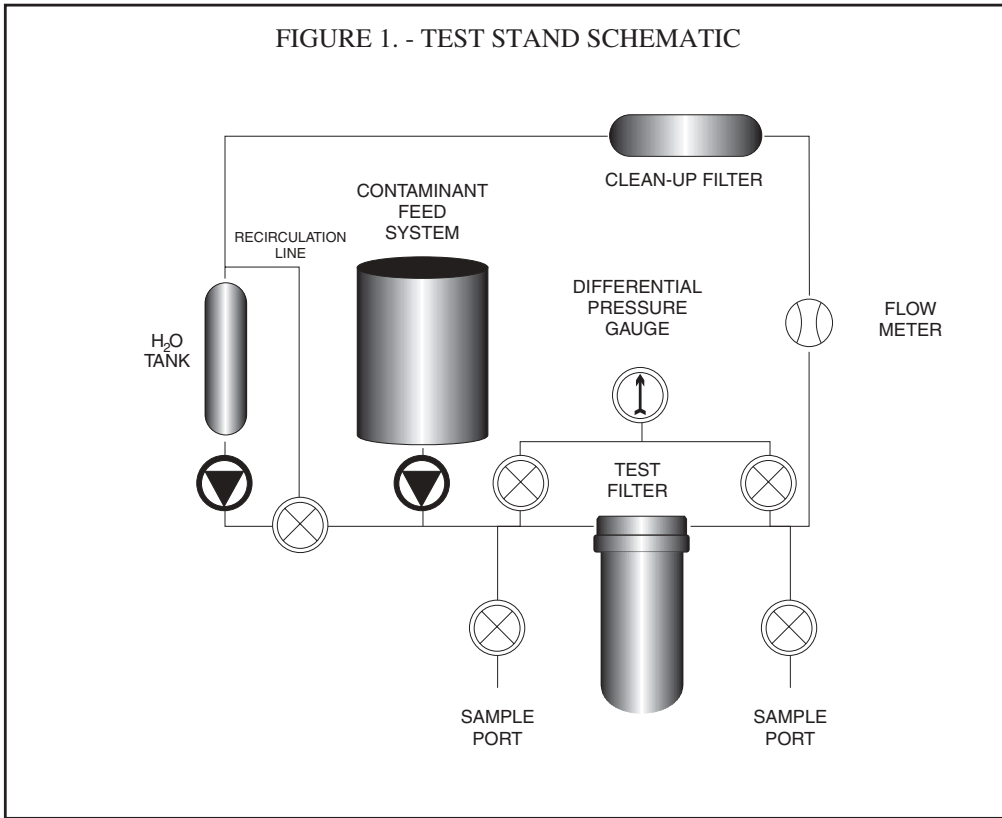 FIGURE 1. - TEST STAND SCHEMATIC
CLEAN-UP FILTER
CONTAMINANT
FEED
SYSTEM
RECIRCULATION
LINE
DIFFERENTIAL
PRESSURE
GAUGE
FLOW
METER
H₂O
TANK
TEST
FILTER
SAMPLE
PORT
SAMPLE
PORT